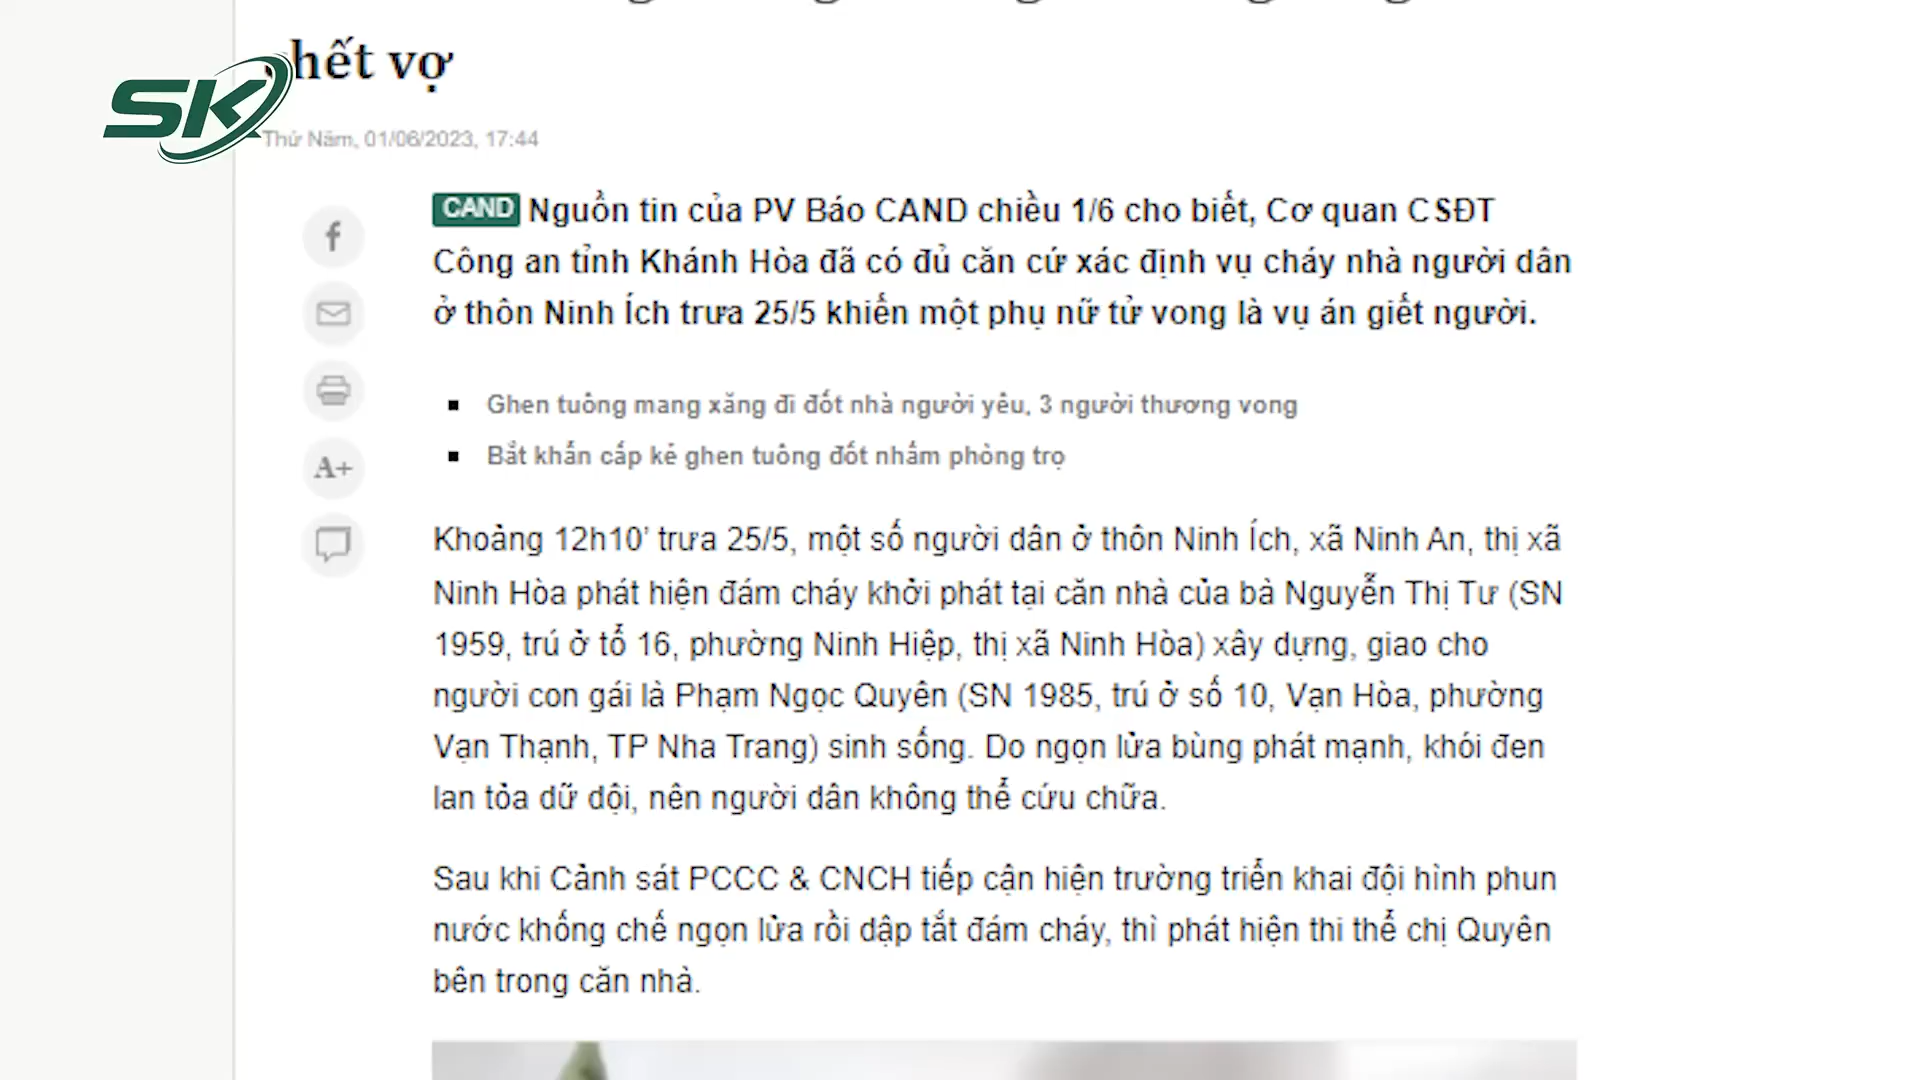 chết vợ
SK
Thứ Năm, 01/06/2023, 17:44
CAND Nguồn tin của PV Báo CAND chiều 1/6 cho biết, Cơ quan CSĐT
Công an tỉnh Khánh Hòa đã có đủ căn cứ xác định vụ cháy nhà người dân
ở thôn Ninh Ích trưa 25/5 khiến một phụ nữ tử vong là vụ án giết người.
Ghen tuông mang xăng đi đốt nhà người yêu, 3 người thương vong
Bắt khẩn cấp kẻ ghen tuông đốt nhầm phòng trọ
A+
Khoảng 12h10’ trưa 25/5, một số người dân ở thôn Ninh Ích, xã Ninh An, thị xã
Ninh Hòa phát hiện đám cháy khởi phát tại căn nhà của bà Nguyễn Thị Tư (SN
1959, trú ở tổ 16, phường Ninh Hiệp, thị xã Ninh Hòa) xây dựng, giao cho
người con gái là Phạm Ngọc Quyên (SN 1985, trú ở số 10, Vạn Hòa, phường
Vạn Thạnh, TP Nha Trang) sinh sống. Do ngọn lửa bùng phát mạnh, khói đen
lan tỏa dữ dội, nên người dân không thể cứu chữa.
Sau khi Cảnh sát PCCC & CNCH tiếp cận hiện trường triển khai đội hình phun
nước khống chế ngọn lửa rồi dập tắt đám cháy, thì phát hiện thi thể chị Quyên
bên trong căn nhà.